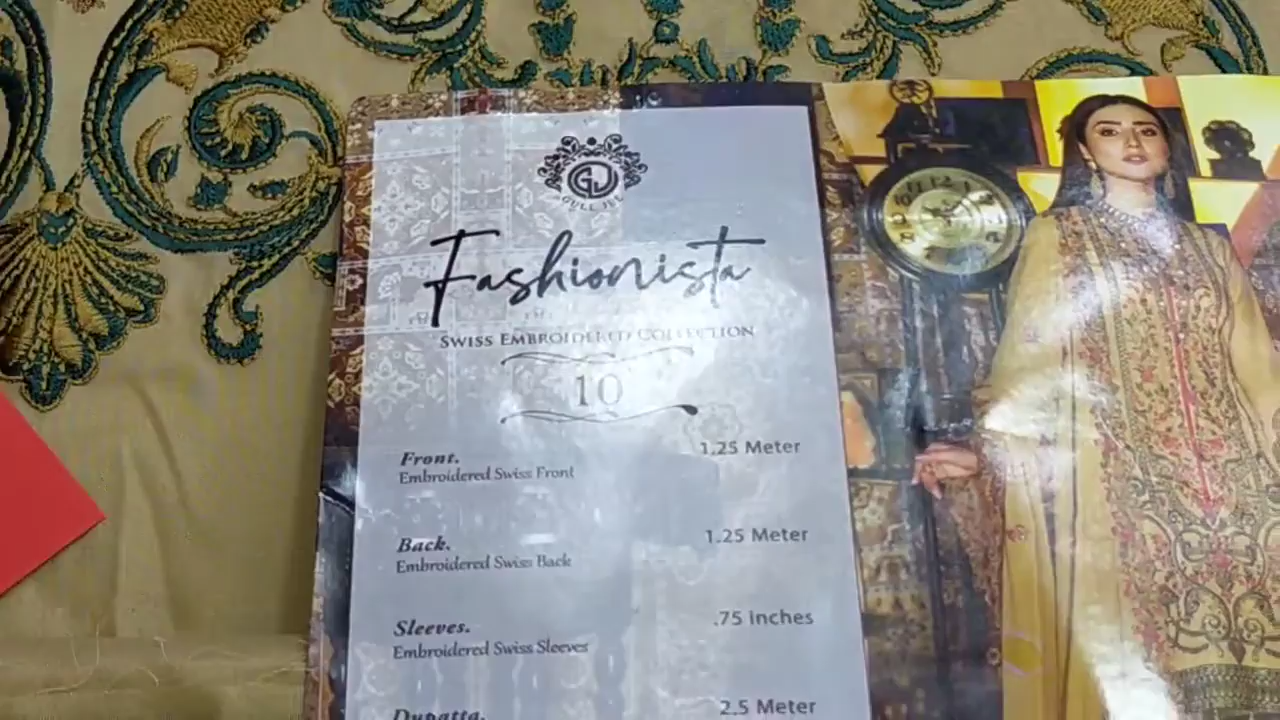 GJ
GULL JEE
Fashionista
SWISS EMBROIDERED COLLECTION
10
Front. 1.25 Meter
Embroidered Swiss Front
Back. 1.25 Meter
Embroidered Swiss Back
Sleeves. .75 inches
Embroidered Swiss Sleeves
Dupatta. 2.5 Meter